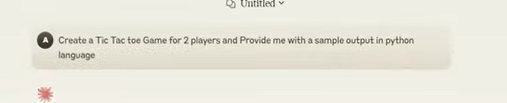 Untitled
A
Create a Tic Tac toe Game for 2 players and Provide me with a sample output in python
language